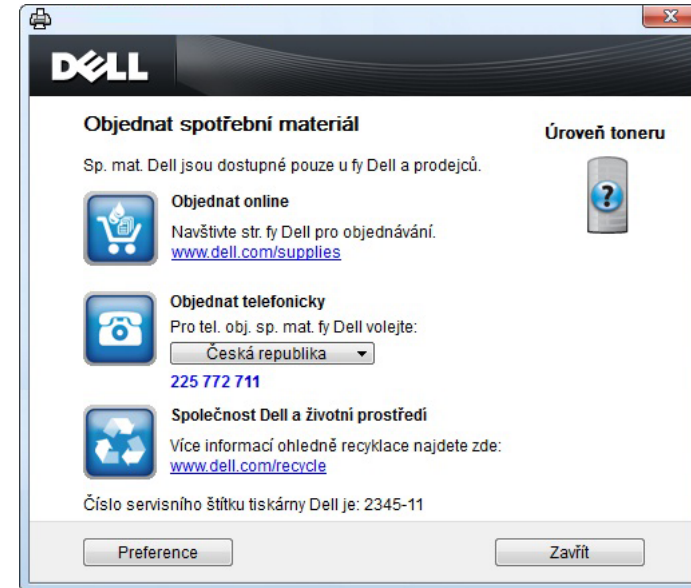 DELL
Objednat spotřební materiál
Úroveň toneru
Sp. mat. Dell jsou dostupné pouze u fy Dell a prodejců.
?
Objednat online
Navštivte str. fy Dell pro objednávání.
www.dell.com/supplies
Objednat telefonicky
Pro tel. obj. sp. mat. fy Dell volejte:
Česká republika
225 772 711
Společnost Dell a životní prostředí
Více informací ohledně recyklace najdete zde:
www.dell.com/recycle
Číslo servisního štítku tiskárny Dell je: 2345-11
Preference
Zavřít